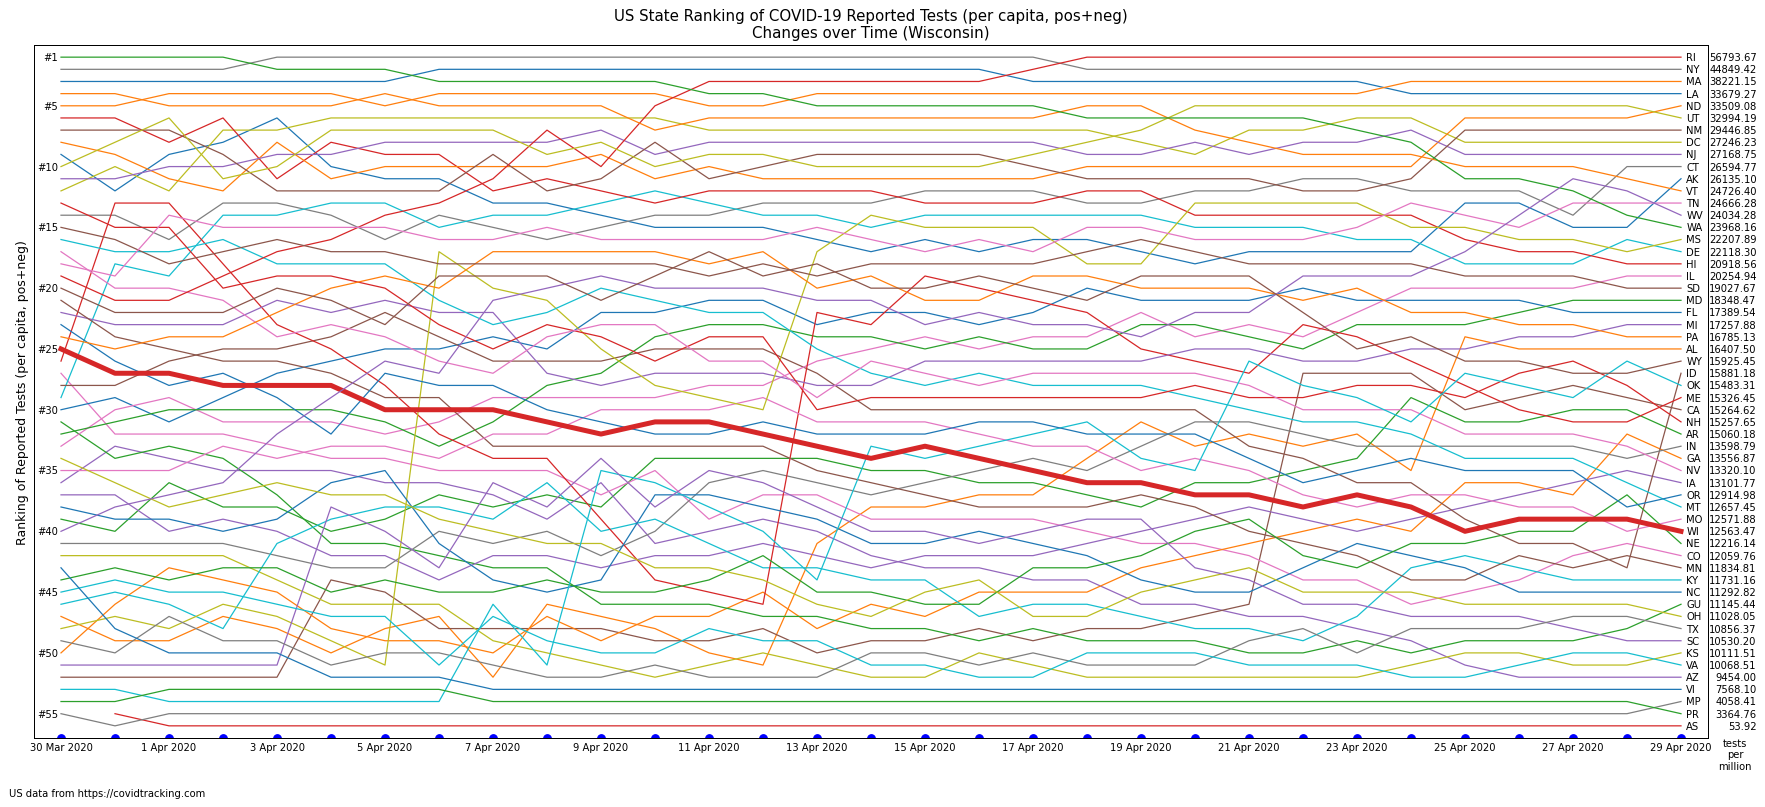 US State Ranking of COVID-19 Reported Tests (per capita, pos+neg)
Changes over Time (Wisconsin)
Ranking of Reported Tests (per capita, pos+neg)
#1
#5
#10
#15
#20
#25
#30
#35
#40
#45
#50
#55
RI 56793.67
NY 44849.42
MA 38221.15
LA 33679.27
ND 33509.08
UT 32994.19
NM 29446.85
DC 27246.23
NJ 27168.75
CT 26594.77
AK 26135.10
VT 24726.40
TN 24666.28
WV 24034.28
WA 23968.16
MS 22207.89
DE 22118.30
HI 20918.56
IL 20254.94
SD 19027.67
MD 18348.47
FL 17389.54
MI 17257.88
PA 16785.13
AL 16407.50
WY 15925.45
ID 15881.18
OK 15483.31
ME 15326.45
CA 15264.62
NH 15257.65
AR 15060.18
IN 13598.79
GA 13556.87
NV 13320.10
IA 13101.77
OR 12914.98
MT 12657.45
MO 12571.88
WI 12563.47
NE 12216.14
CO 12059.76
MN 11834.81
KY 11731.16
NC 11292.82
GU 11145.44
OH 11028.05
TX 10856.37
SC 10530.20
KS 10111.51
VA 10068.51
AZ 9454.00
VI 7568.10
MP 4058.41
PR 3364.76
AS 53.92
30 Mar 2020 1 Apr 2020 3 Apr 2020 5 Apr 2020 7 Apr 2020 9 Apr 2020 11 Apr 2020 13 Apr 2020 15 Apr 2020 17 Apr 2020 19 Apr 2020 21 Apr 2020 23 Apr 2020 25 Apr 2020 27 Apr 2020 29 Apr 2020
tests
per
million
US data from https://covidtracking.com